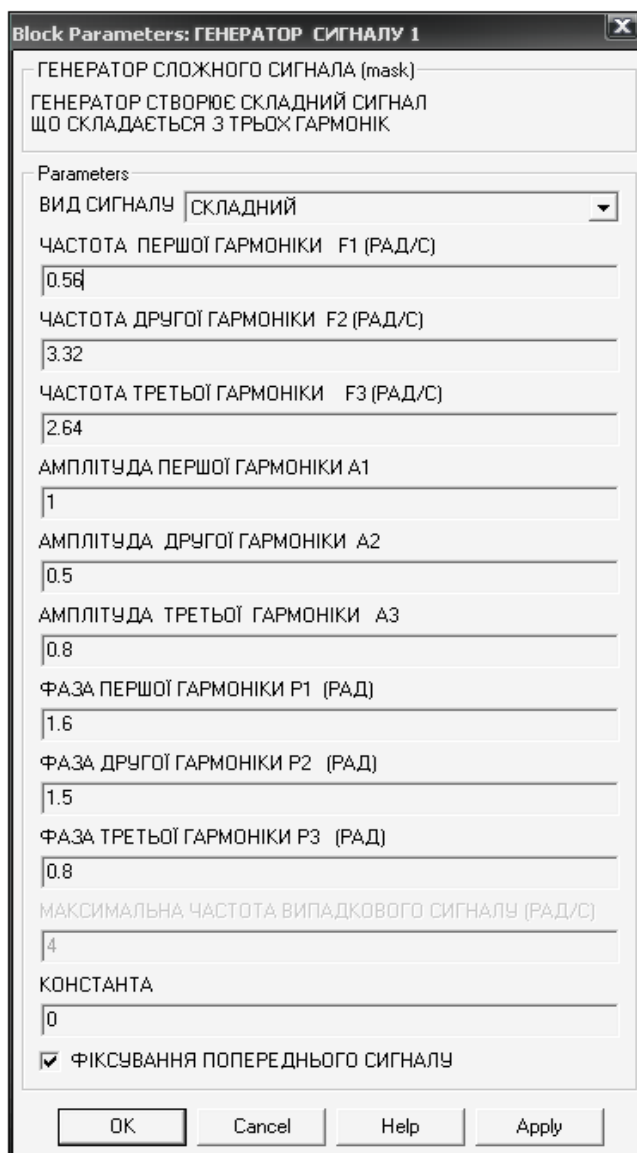 Block Parameters: ГЕНЕРАТОР СИГНАЛУ 1
ГЕНЕРАТОР СЛОЖНОГО СИГНАЛА (mask)
ГЕНЕРАТОР СТВОРЮЄ СКЛАДНИЙ СИГНАЛ
ЩО СКЛАДАЄТЬСЯ З ТРЬОХ ГАРМОНІК
Parameters
ВИД СИГНАЛУ СКЛАДНИЙ
ЧАСТОТА ПЕРШОЇ ГАРМОНІКИ F1 (РАД/С)
0.56
ЧАСТОТА ДРУГОЇ ГАРМОНІКИ F2 (РАД/С)
3.32
ЧАСТОТА ТРЕТЬОЇ ГАРМОНІКИ F3 (РАД/С)
2.64
АМПЛІТУДА ПЕРШОЇ ГАРМОНІКИ А1
1
АМПЛІТУДА ДРУГОЇ ГАРМОНІКИ А2
0.5
АМПЛІТУДА ТРЕТЬОЇ ГАРМОНІКИ А3
0.8
ФАЗА ПЕРШОЇ ГАРМОНІКИ P1 (РАД)
1.6
ФАЗА ДРУГОЇ ГАРМОНІКИ P2 (РАД)
1.5
ФАЗА ТРЕТЬОЇ ГАРМОНІКИ P3 (РАД)
0.8
МАКСИМАЛЬНА ЧАСТОТА ВИПАДКОВОГО СИГНАЛУ (РАД/С)
4
КОНСТАНТА
0
ФІКСУВАННЯ ПОПЕРЕДНЬОГО СИГНАЛУ
OK Cancel Help Apply